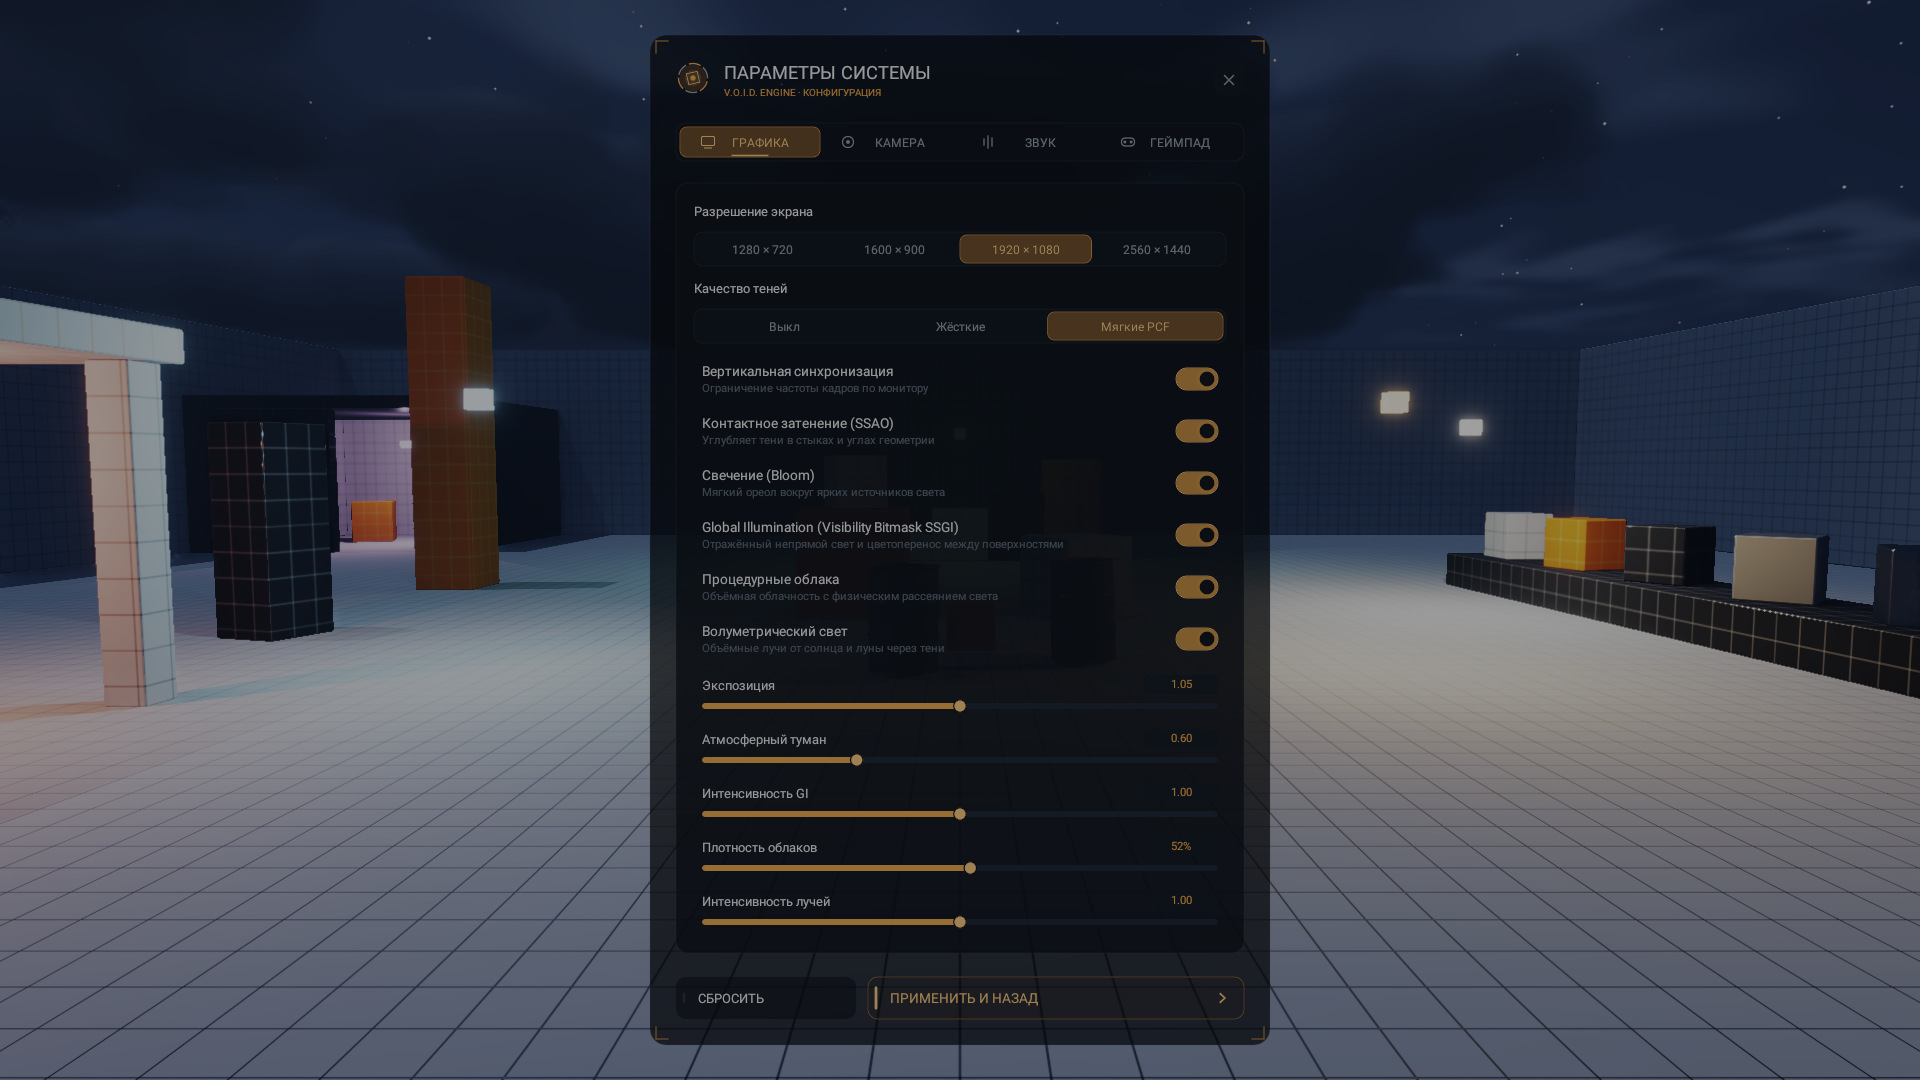 ПАРАМЕТРЫ СИСТЕМЫ
V.O.I.D. ENGINE · КОНФИГУРАЦИЯ
ГРАФИКА
КАМЕРА
ЗВУК
ГЕЙМПАД
Разрешение экрана
1280 × 720
1600 × 900
1920 × 1080
2560 × 1440
Качество теней
Выкл
Жёсткие
Мягкие PCF
Вертикальная синхронизация
Ограничение частоты кадров по монитору
Контактное затенение (SSAO)
Углубляет тени в стыках и углах геометрии
Свечение (Bloom)
Мягкий ореол вокруг ярких источников света
Global Illumination (Visibility Bitmask SSGI)
Отражённый непрямой свет и цветоперенос между поверхностями
Процедурные облака
Объёмная облачность с физическим рассеянием света
Волуметрический свет
Объёмные лучи от солнца и луны через тени
Экспозиция
1.05
Атмосферный туман
0.60
Интенсивность GI
1.00
Плотность облаков
52%
Интенсивность лучей
1.00
СБРОСИТЬ
ПРИМЕНИТЬ И НАЗАД